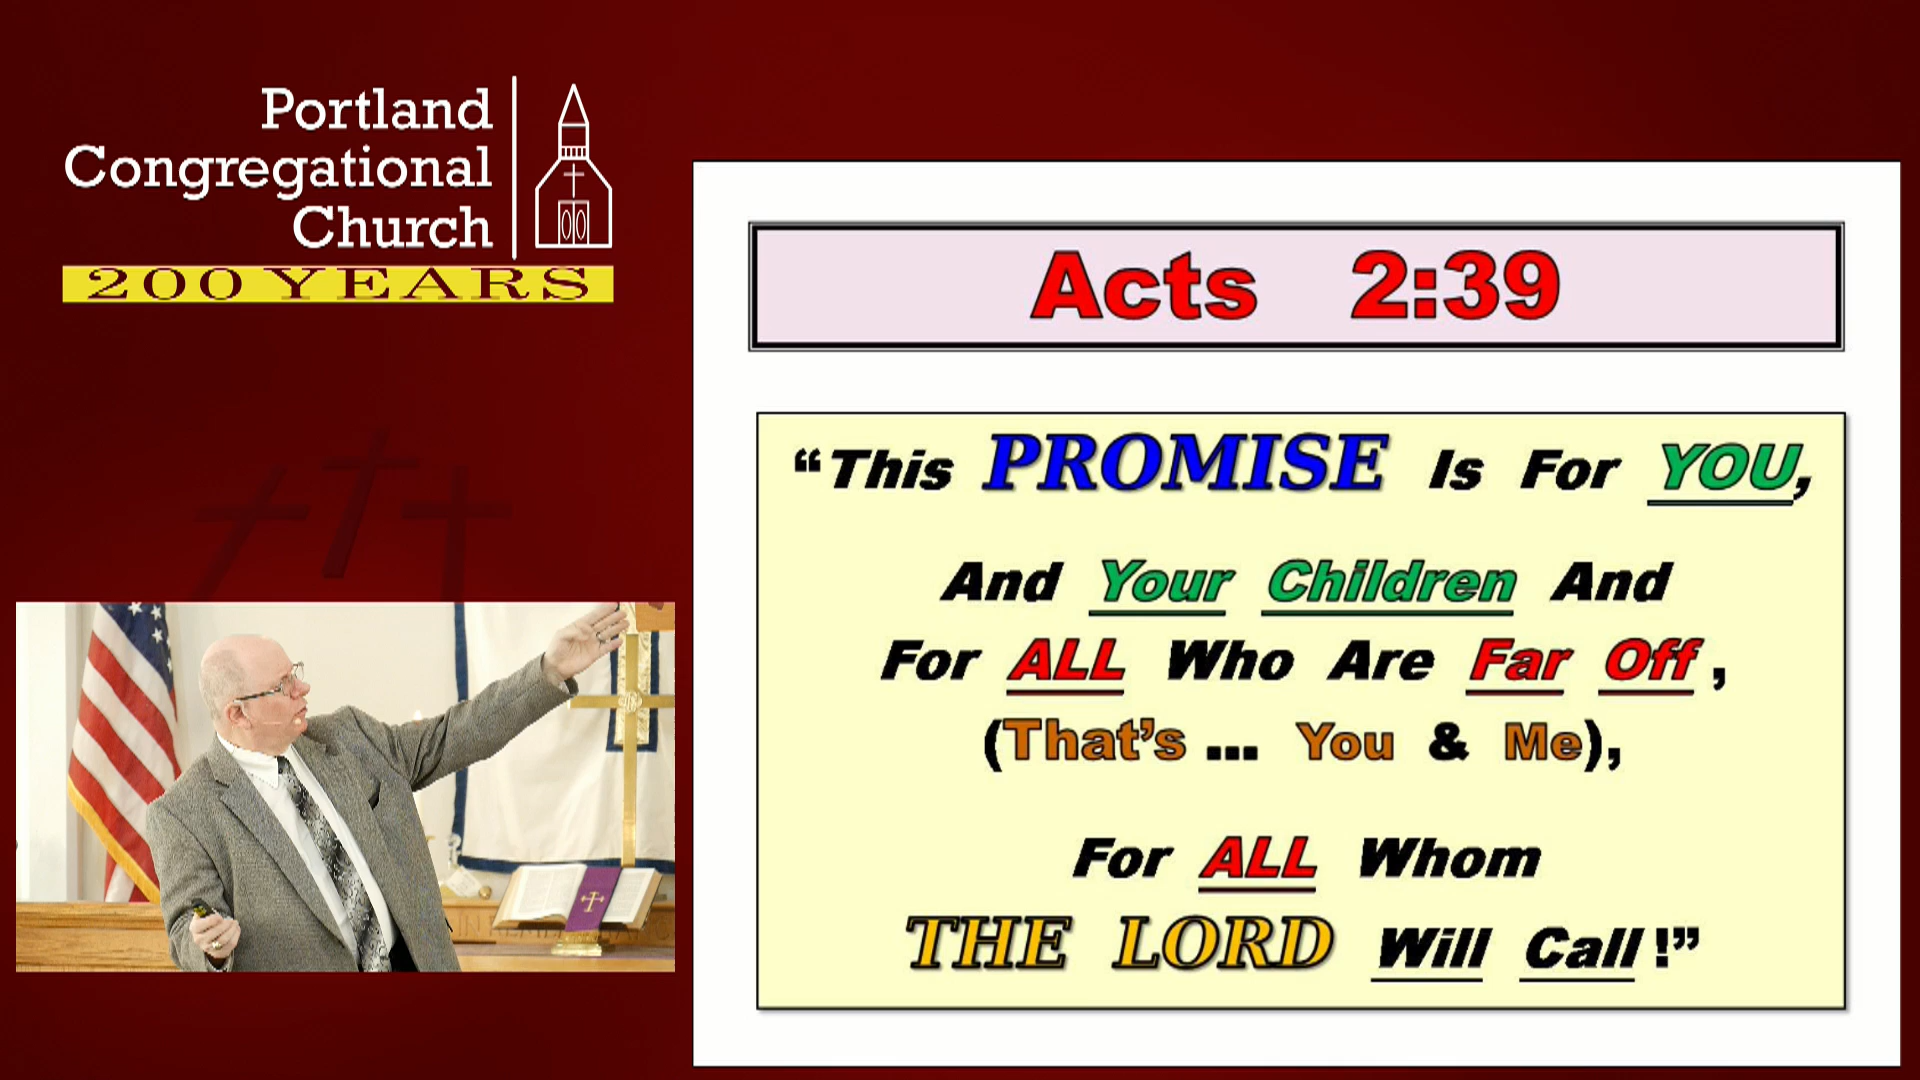 Portland
Congregational
Church
200 YEARS
Acts 2:39
“This PROMISE Is For YOU,
And Your Children And
For ALL Who Are Far Off ,
(That’s ... You & Me),
For ALL Whom
THE LORD Will Call !”